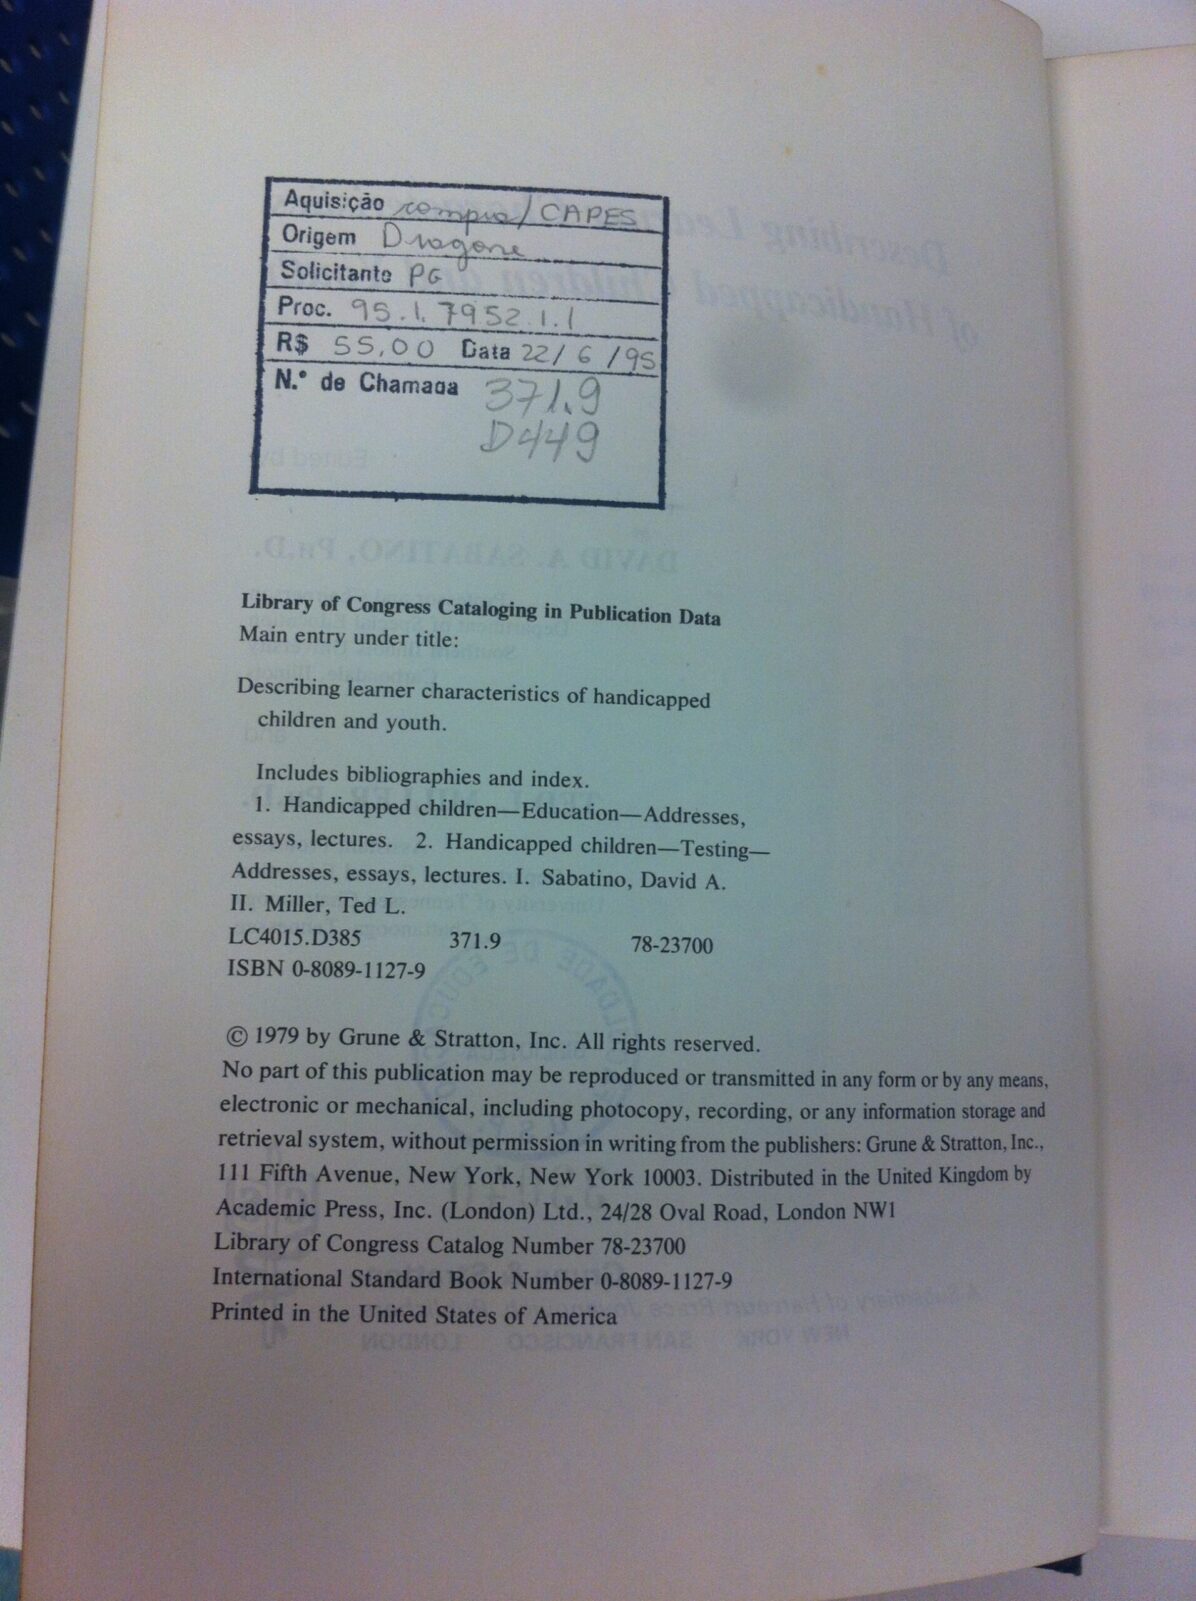 Aquisição compra/CAPES
Origem Dragone
Solicitante PG
Proc. 95.1.7952.1.1
R$ 55,00 Data 22/6/95
N.º de Chamada 371.9
D449
DAVID A. SABATINO, PH.D.
Library of Congress Cataloging in Publication Data
Main entry under title:
Describing learner characteristics of handicapped
children and youth.
Includes bibliographies and index.
1. Handicapped children—Education—Addresses,
essays, lectures. 2. Handicapped children—Testing—
Addresses, essays, lectures. I. Sabatino, David A.
II. Miller, Ted L.
LC4015.D385 371.9 78-23700
ISBN 0-8089-1127-9
© 1979 by Grune & Stratton, Inc. All rights reserved.
No part of this publication may be reproduced or transmitted in any form or by any means,
electronic or mechanical, including photocopy, recording, or any information storage and
retrieval system, without permission in writing from the publishers: Grune & Stratton, Inc.,
111 Fifth Avenue, New York, New York 10003. Distributed in the United Kingdom by
Academic Press, Inc. (London) Ltd., 24/28 Oval Road, London NW1
Library of Congress Catalog Number 78-23700
International Standard Book Number 0-8089-1127-9
Printed in the United States of America
NEW YORK SAN FRANCISCO LONDON